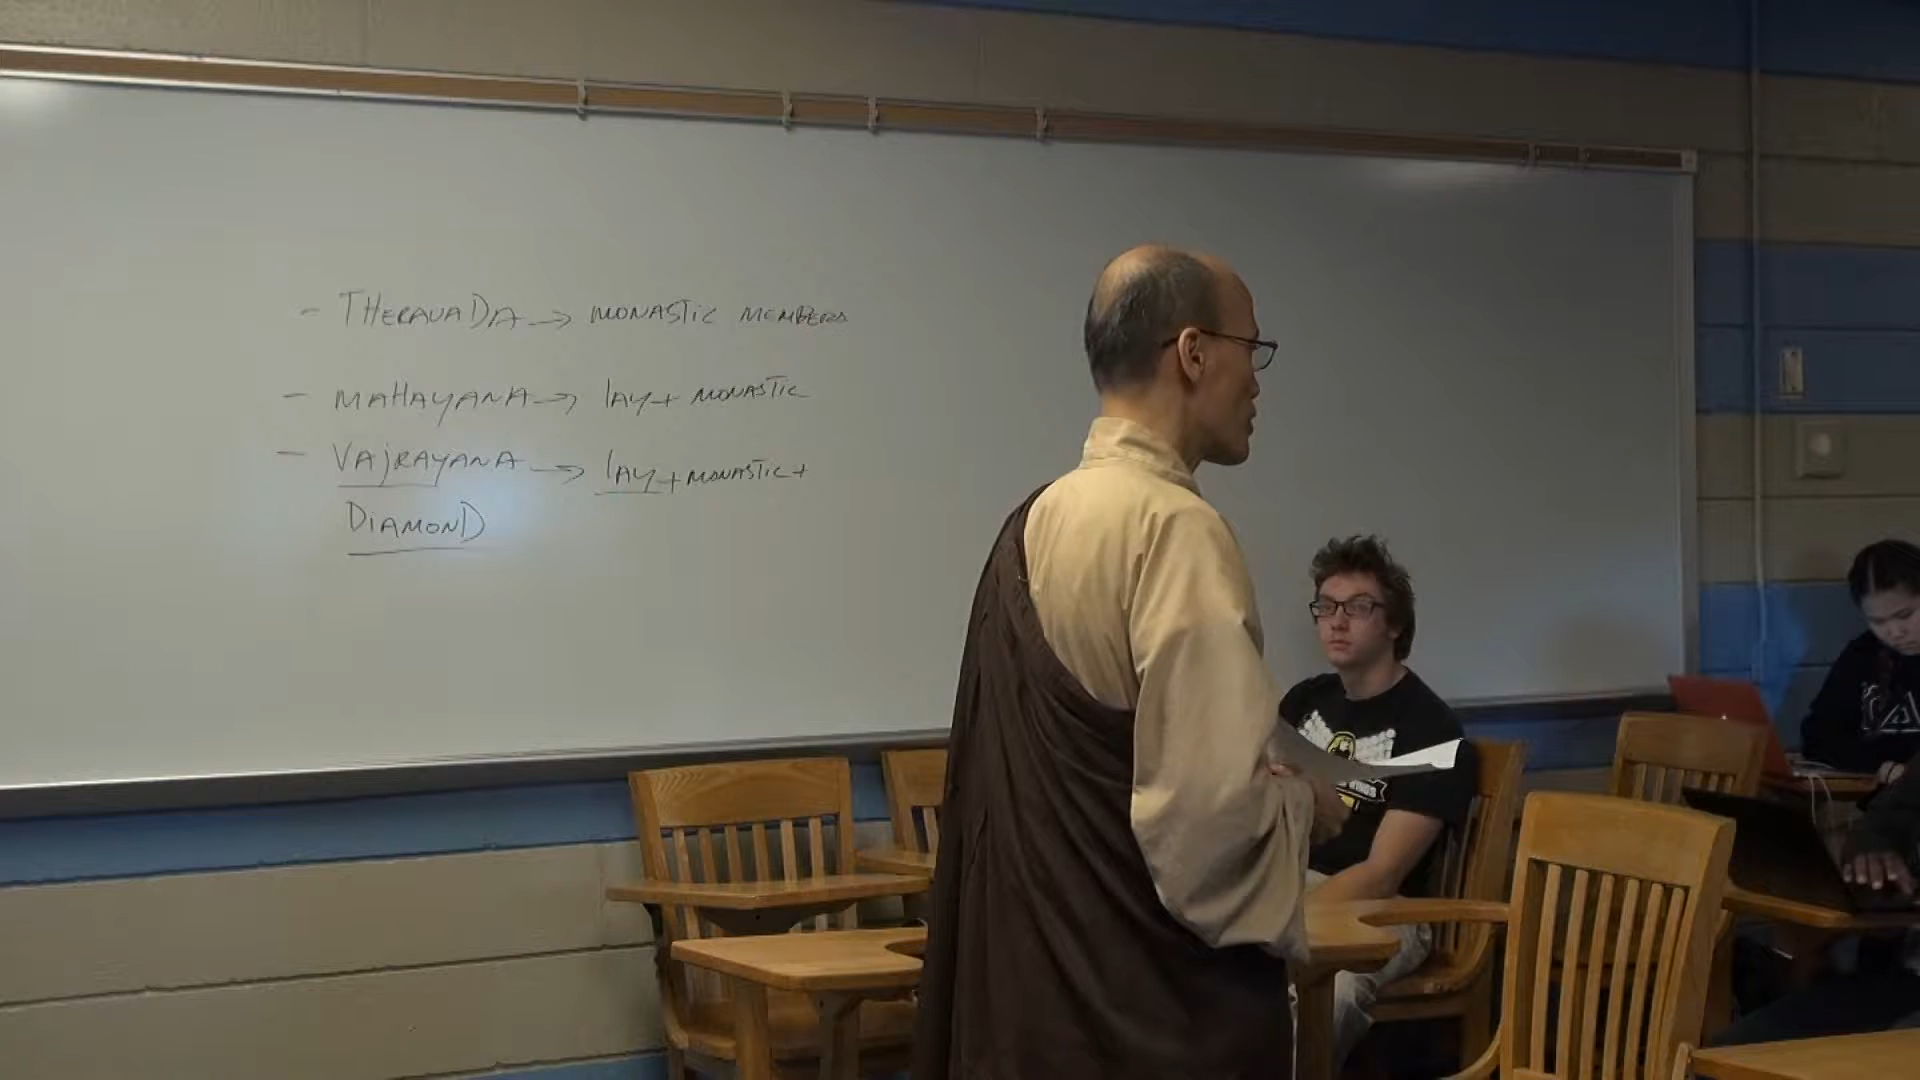 - THERAVADA → MONASTIC MEMBERS
- MAHAYANA → LAY + MONASTIC
- VAJRAYANA → LAY + MONASTIC +
DIAMOND